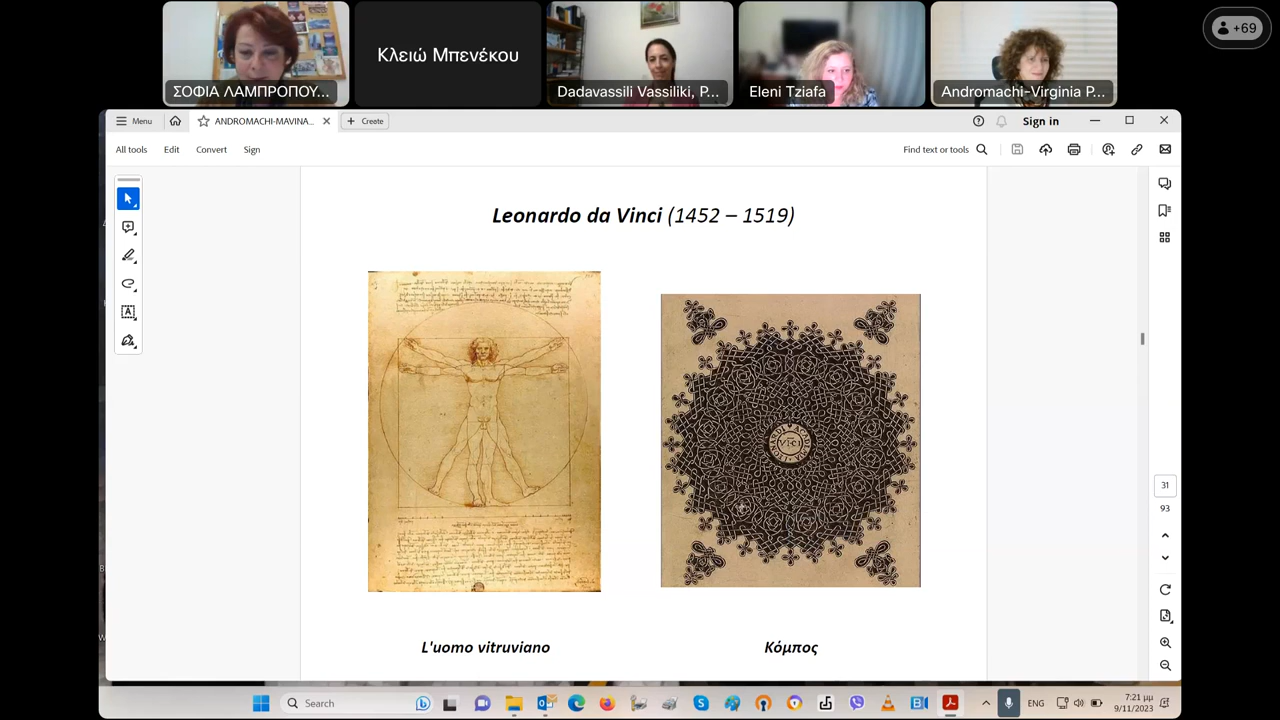 ΣΟΦΙΑ ΛΑΜΠΡΟΠΟΥ...
Κλειώ Μπενέκου
Dadavassili Vassiliki, P...
Eleni Tziafa
Andromachi-Virginia P...
+69
Menu
ANDROMACHI-MAVINA...
Create
Sign in
All tools
Edit
Convert
Sign
Find text or tools
Leonardo da Vinci (1452 – 1519)
L'uomo vitruviano
Κόμπος
31
93
Search
ENG
7:21 μμ
9/11/2023